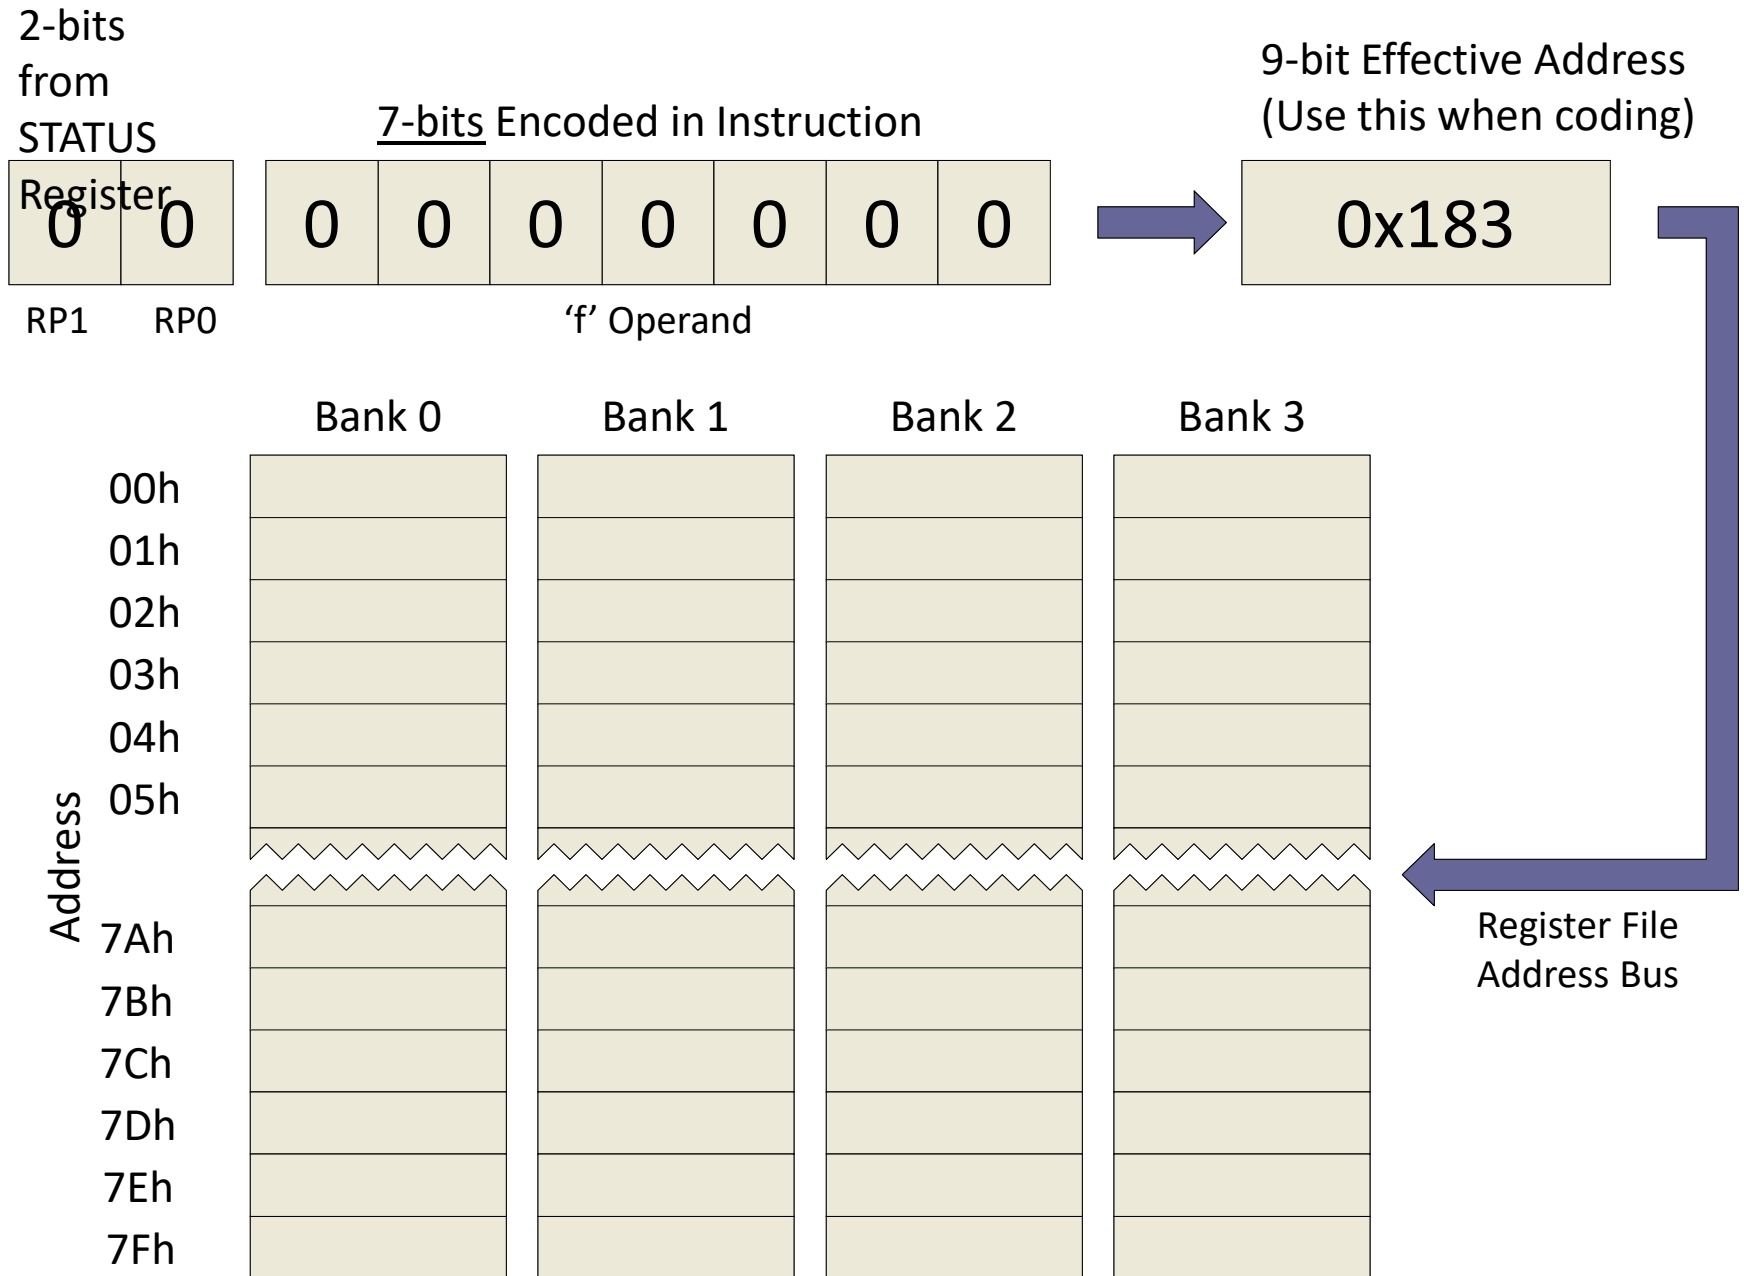 2-bits
from
STATUS
Register
7-bits Encoded in Instruction
9-bit Effective Address
(Use this when coding)
0 0 0 0 0 0 0 0 0
0x183
RP1 RP0
‘f’ Operand
Bank 0 Bank 1 Bank 2 Bank 3
00h
01h
02h
03h
04h
05h
Address
7Ah
7Bh
7Ch
7Dh
7Eh
7Fh
Register File
Address Bus